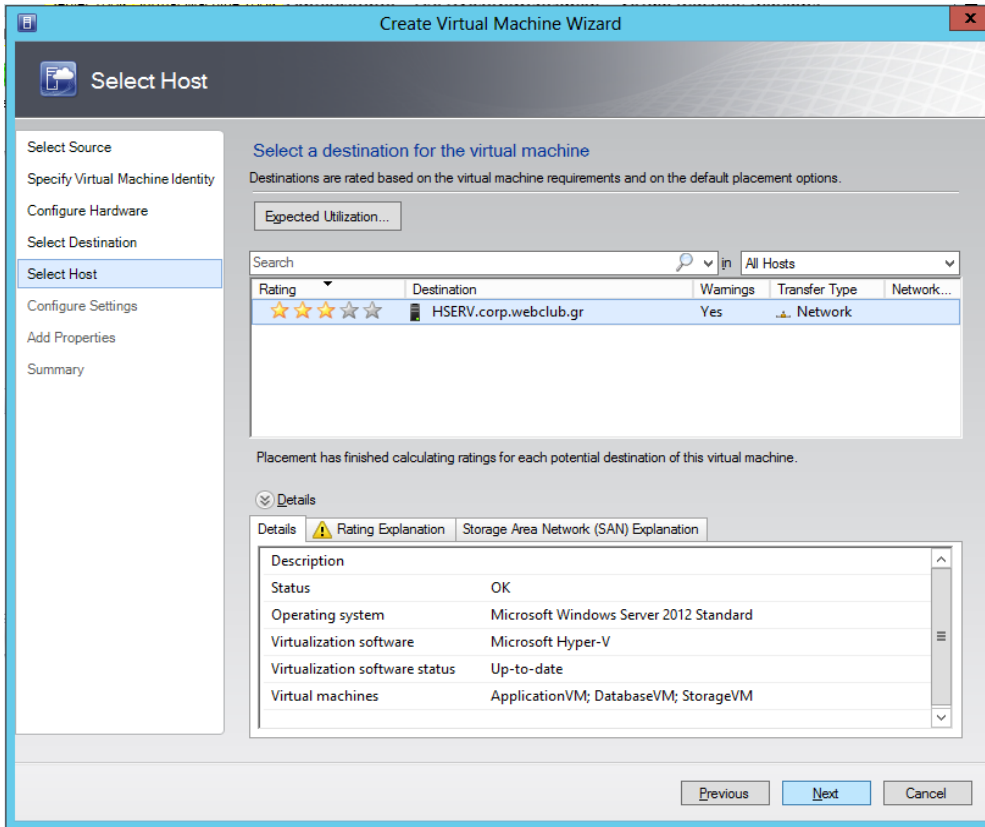 Create Virtual Machine Wizard
x
Select Host
Select Source
Specify Virtual Machine Identity
Configure Hardware
Select Destination
Select Host
Configure Settings
Add Properties
Summary
Select a destination for the virtual machine
Destinations are rated based on the virtual machine requirements and on the default placement options.
Expected Utilization...
Search in All Hosts
Rating Destination Warnings Transfer Type Network...
HSERV.corp.webclub.gr Yes Network
Placement has finished calculating ratings for each potential destination of this virtual machine.
Details
Details Rating Explanation Storage Area Network (SAN) Explanation
Description
Status OK
Operating system Microsoft Windows Server 2012 Standard
Virtualization software Microsoft Hyper-V
Virtualization software status Up-to-date
Virtual machines ApplicationVM; DatabaseVM; StorageVM
Previous Next Cancel